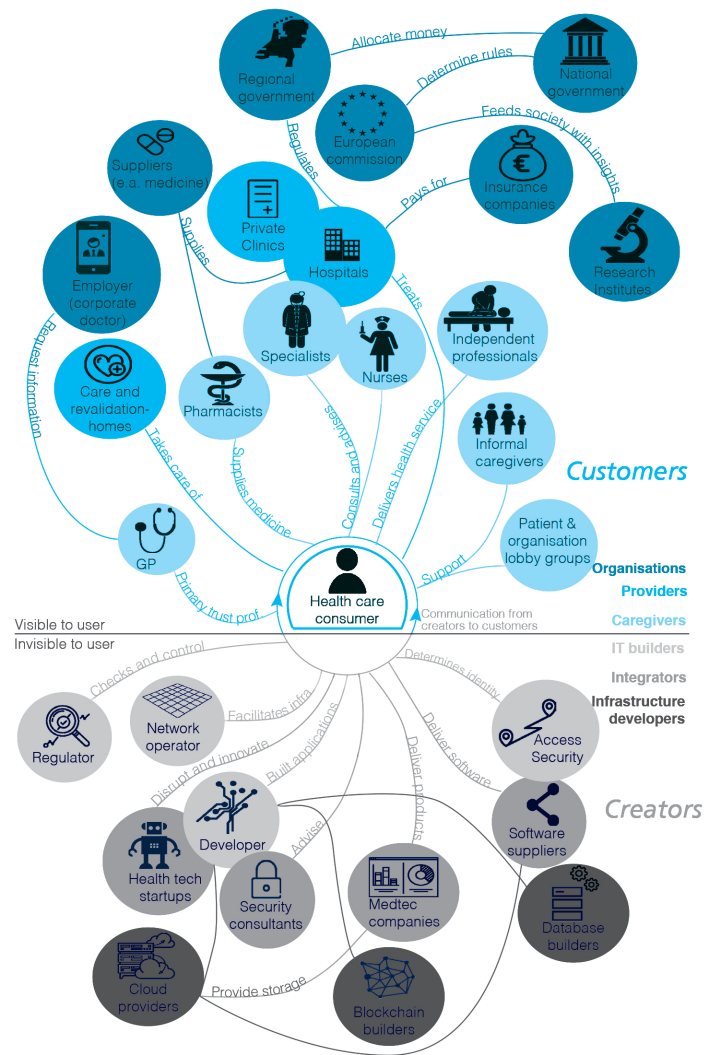 Allocate money
Regional
government
National
government
Determine rules
European
commission
Feeds society with insights
Regulates
Suppliers
(e.a. medicine)
Insurance
companies
Pays for
Private
Clinics
Supplies
Hospitals
Research
Institutes
Employer
(corporate
doctor)
Treats
Specialists
Nurses
Independent
professionals
Request information
Care and
revalidation-
homes
Pharmacists
Takes care of
Supplies medicine
Consults and advises
Delivers health service
Informal
caregivers
Customers
GP
Patient &
organisation
lobby groups
Support
Primary trust prof.
Health care
consumer
Communication from
creators to customers
Organisations
Providers
Caregivers
Visible to user
Invisible to user
IT builders
Integrators
Infrastructure
developers
Checks and control
Determines identity
Regulator
Network
operator
Facilitates infra.
Disrupt and innovate
Built applications
Deliver products
Deliver software
Access
Security
Creators
Developer
Advise
Software
suppliers
Health tech
startups
Security
consultants
Medtec
companies
Database
builders
Cloud
providers
Provide storage
Blockchain
builders